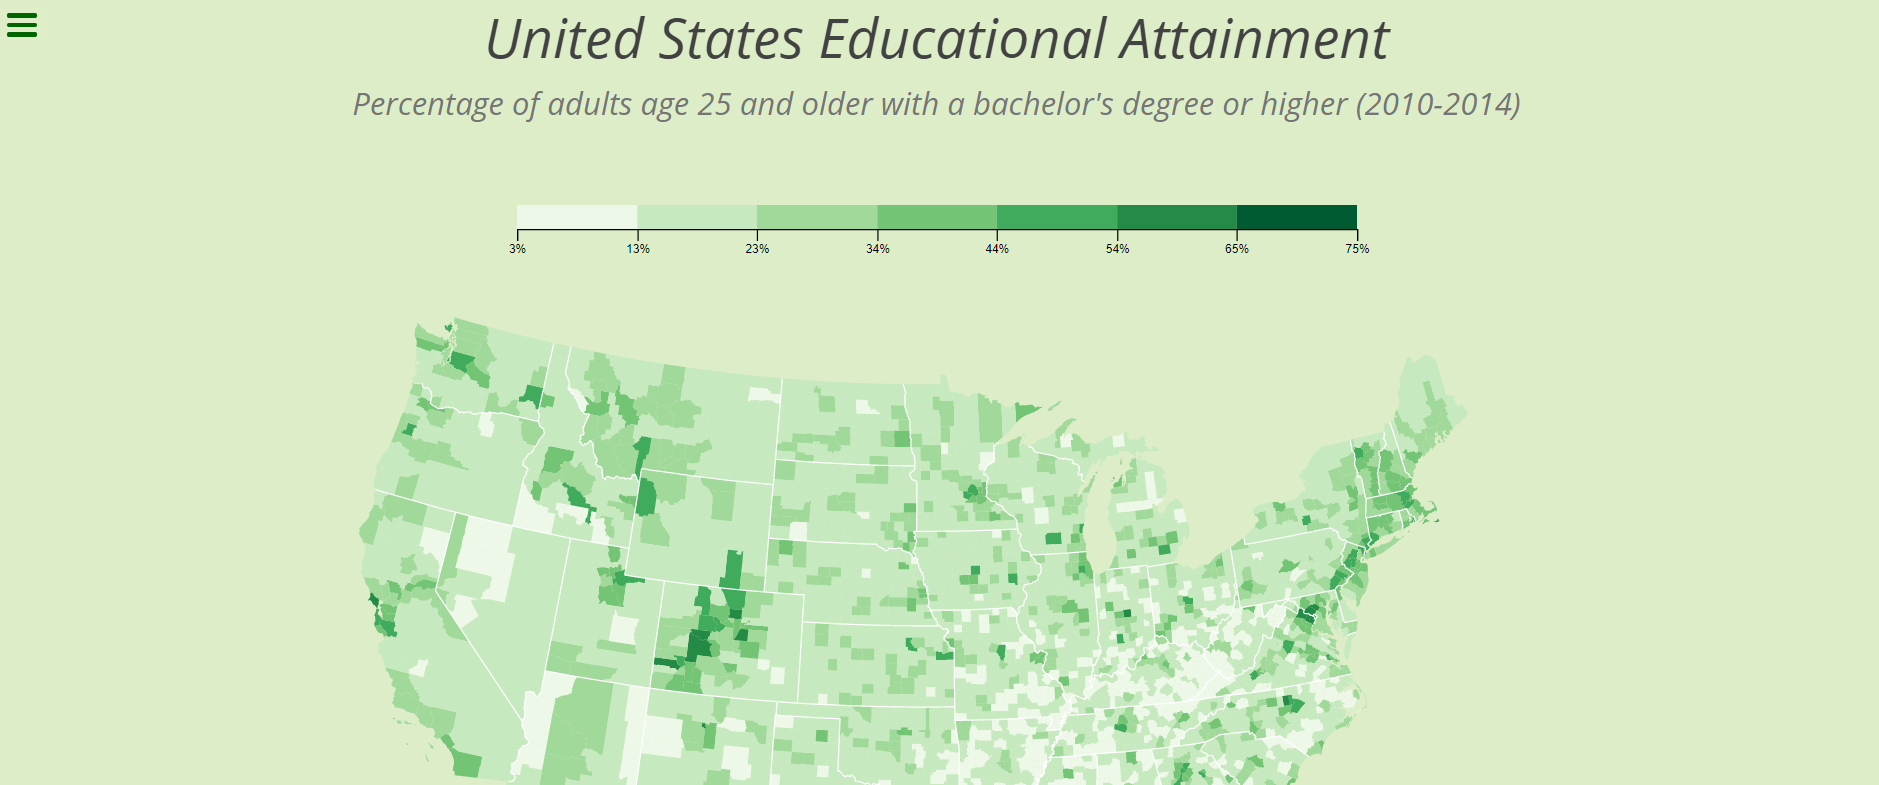 United States Educational Attainment
Percentage of adults age 25 and older with a bachelor's degree or higher (2010-2014)
3% 13% 23% 34% 44% 54% 65% 75%